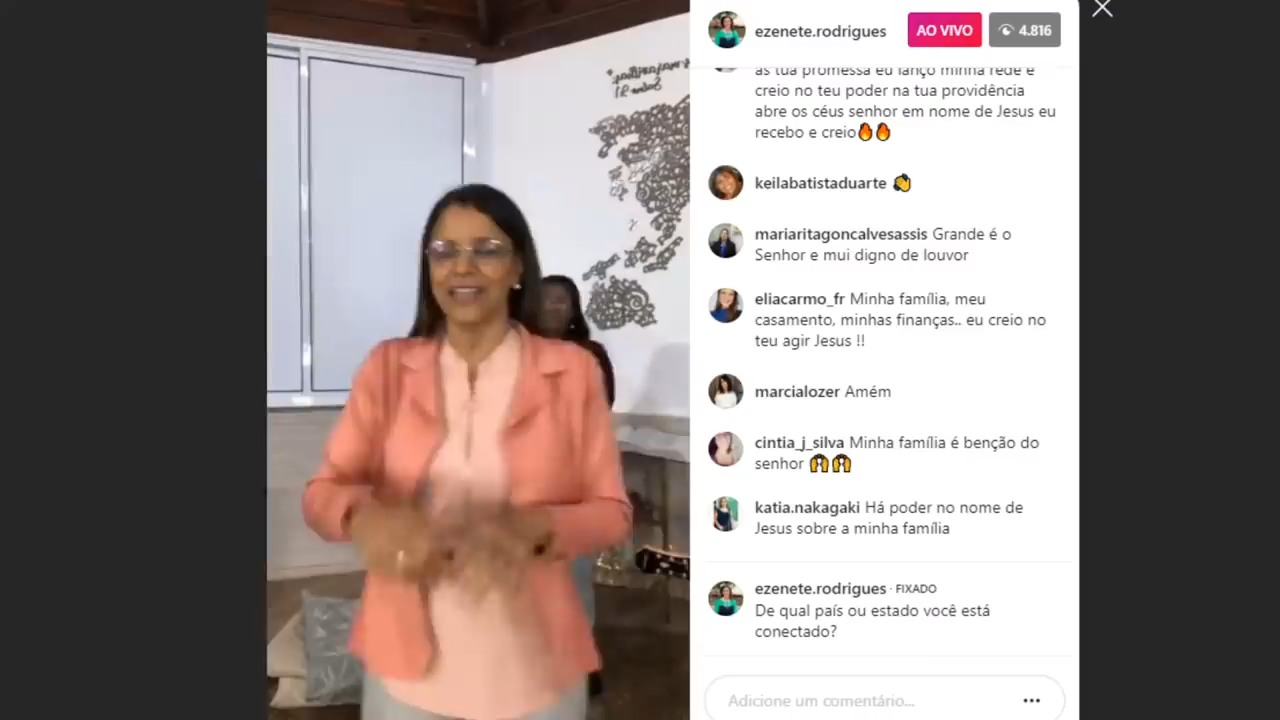 ezenete.rodrigues AO VIVO 4.816
as tua promessa eu lanço minha rede e
creio no teu poder na tua providência
abre os céus senhor em nome de Jesus eu
recebo e creio🔥🔥
keilabatistaduarte 👏
mariaritagoncalvesassis Grande é o
Senhor e mui digno de louvor
eliacarmo_fr Minha família, meu
casamento, minhas finanças.. eu creio no
teu agir Jesus !!
marcialozer Amém
cintia_j_silva Minha família é benção do
senhor 🙌🙌
katia.nakagaki Há poder no nome de
Jesus sobre a minha família
ezenete.rodrigues · FIXADO
De qual país ou estado você está
conectado?
Adicione um comentário...